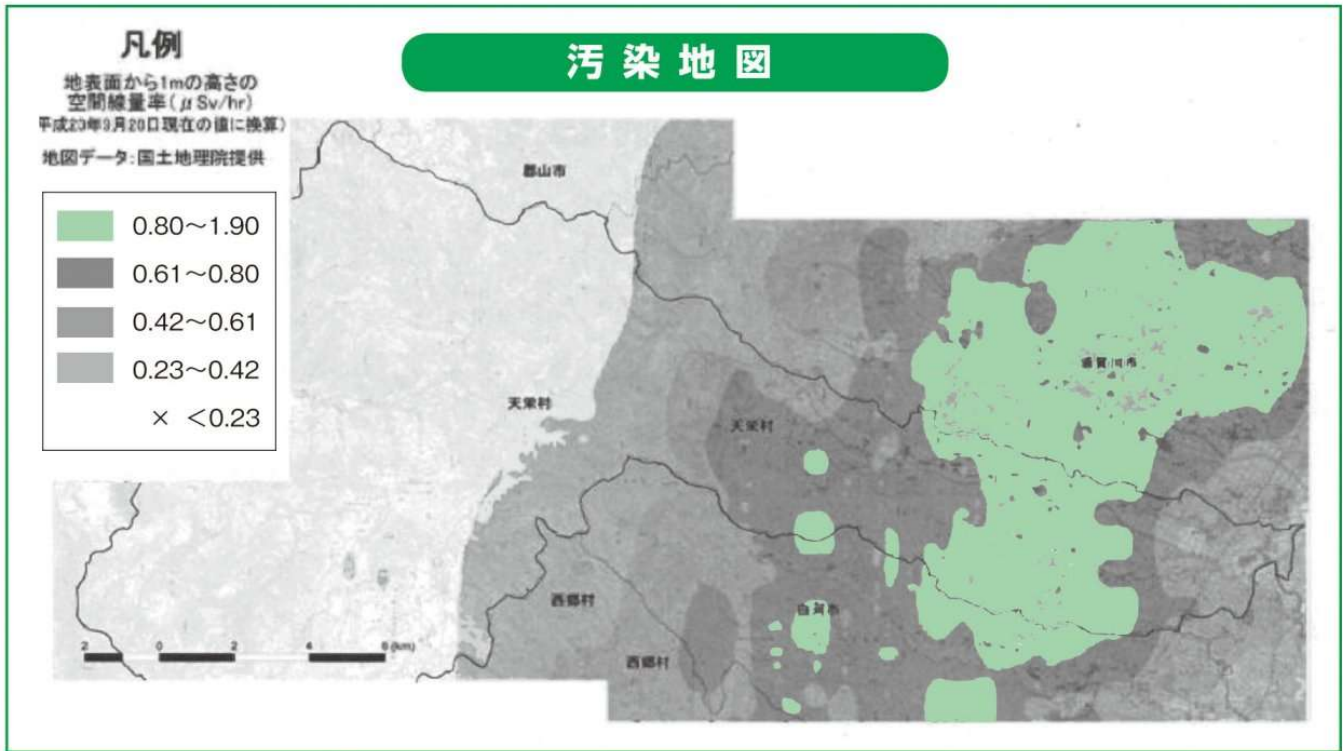 汚染地図
凡例
地表面から1mの高さの
空間線量率(μSv/hr)
平成23年9月28日現在の値に換算)
地図データ:国土地理院提供
0.80～1.90
0.61～0.80
0.42～0.61
0.23～0.42
× <0.23
郡山市
須賀川市
天栄村
天栄村
西郷村
白河市
西郷村
2 0 2 4 6 (km)